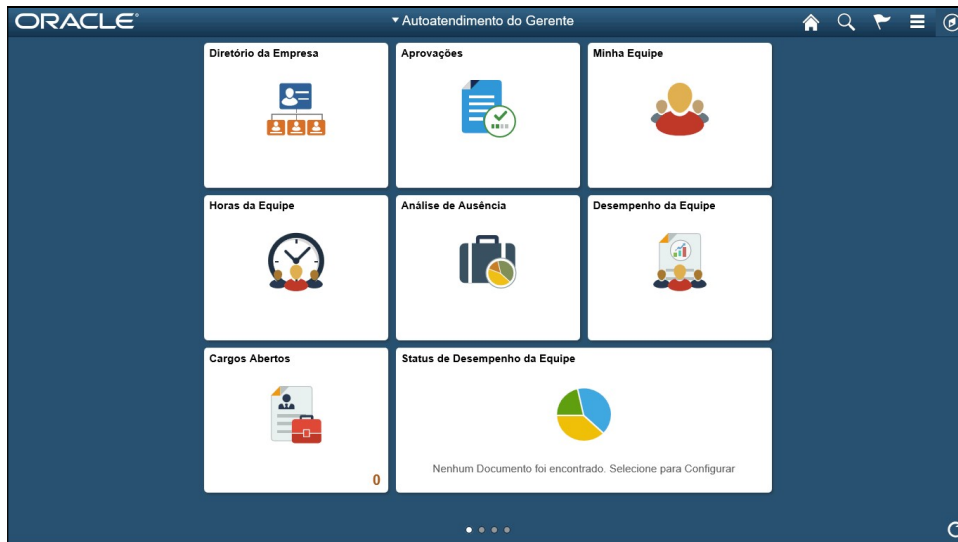 ORACLE
Autoatendimento do Gerente
Diretório da Empresa
Aprovações
Minha Equipe
Horas da Equipe
Análise de Ausência
Desempenho da Equipe
Cargos Abertos
0
Status de Desempenho da Equipe
Nenhum Documento foi encontrado. Selecione para Configurar